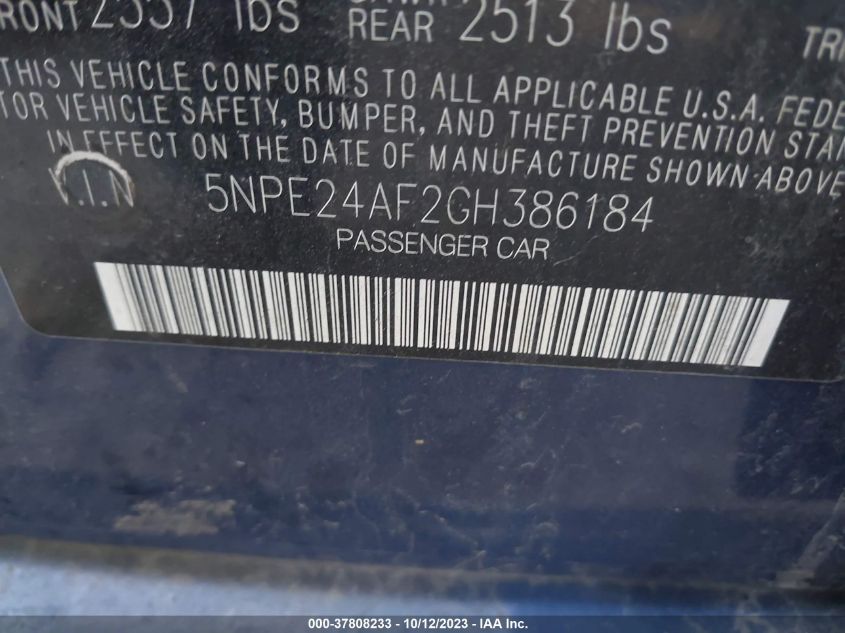 RONT 2557 lbs
REAR 2513 lbs
THIS VEHICLE CONFORMS TO ALL APPLICABLE U.S.A. FEDE
TOR VEHICLE SAFETY, BUMPER, AND THEFT PREVENTION STAN
IN EFFECT ON THE DATE OF MANUFACTURE SHOWN ABOVE
V.I.N 5NPE24AF2GH386184
PASSENGER CAR
000-37808233 - 10/12/2023 - IAA Inc.